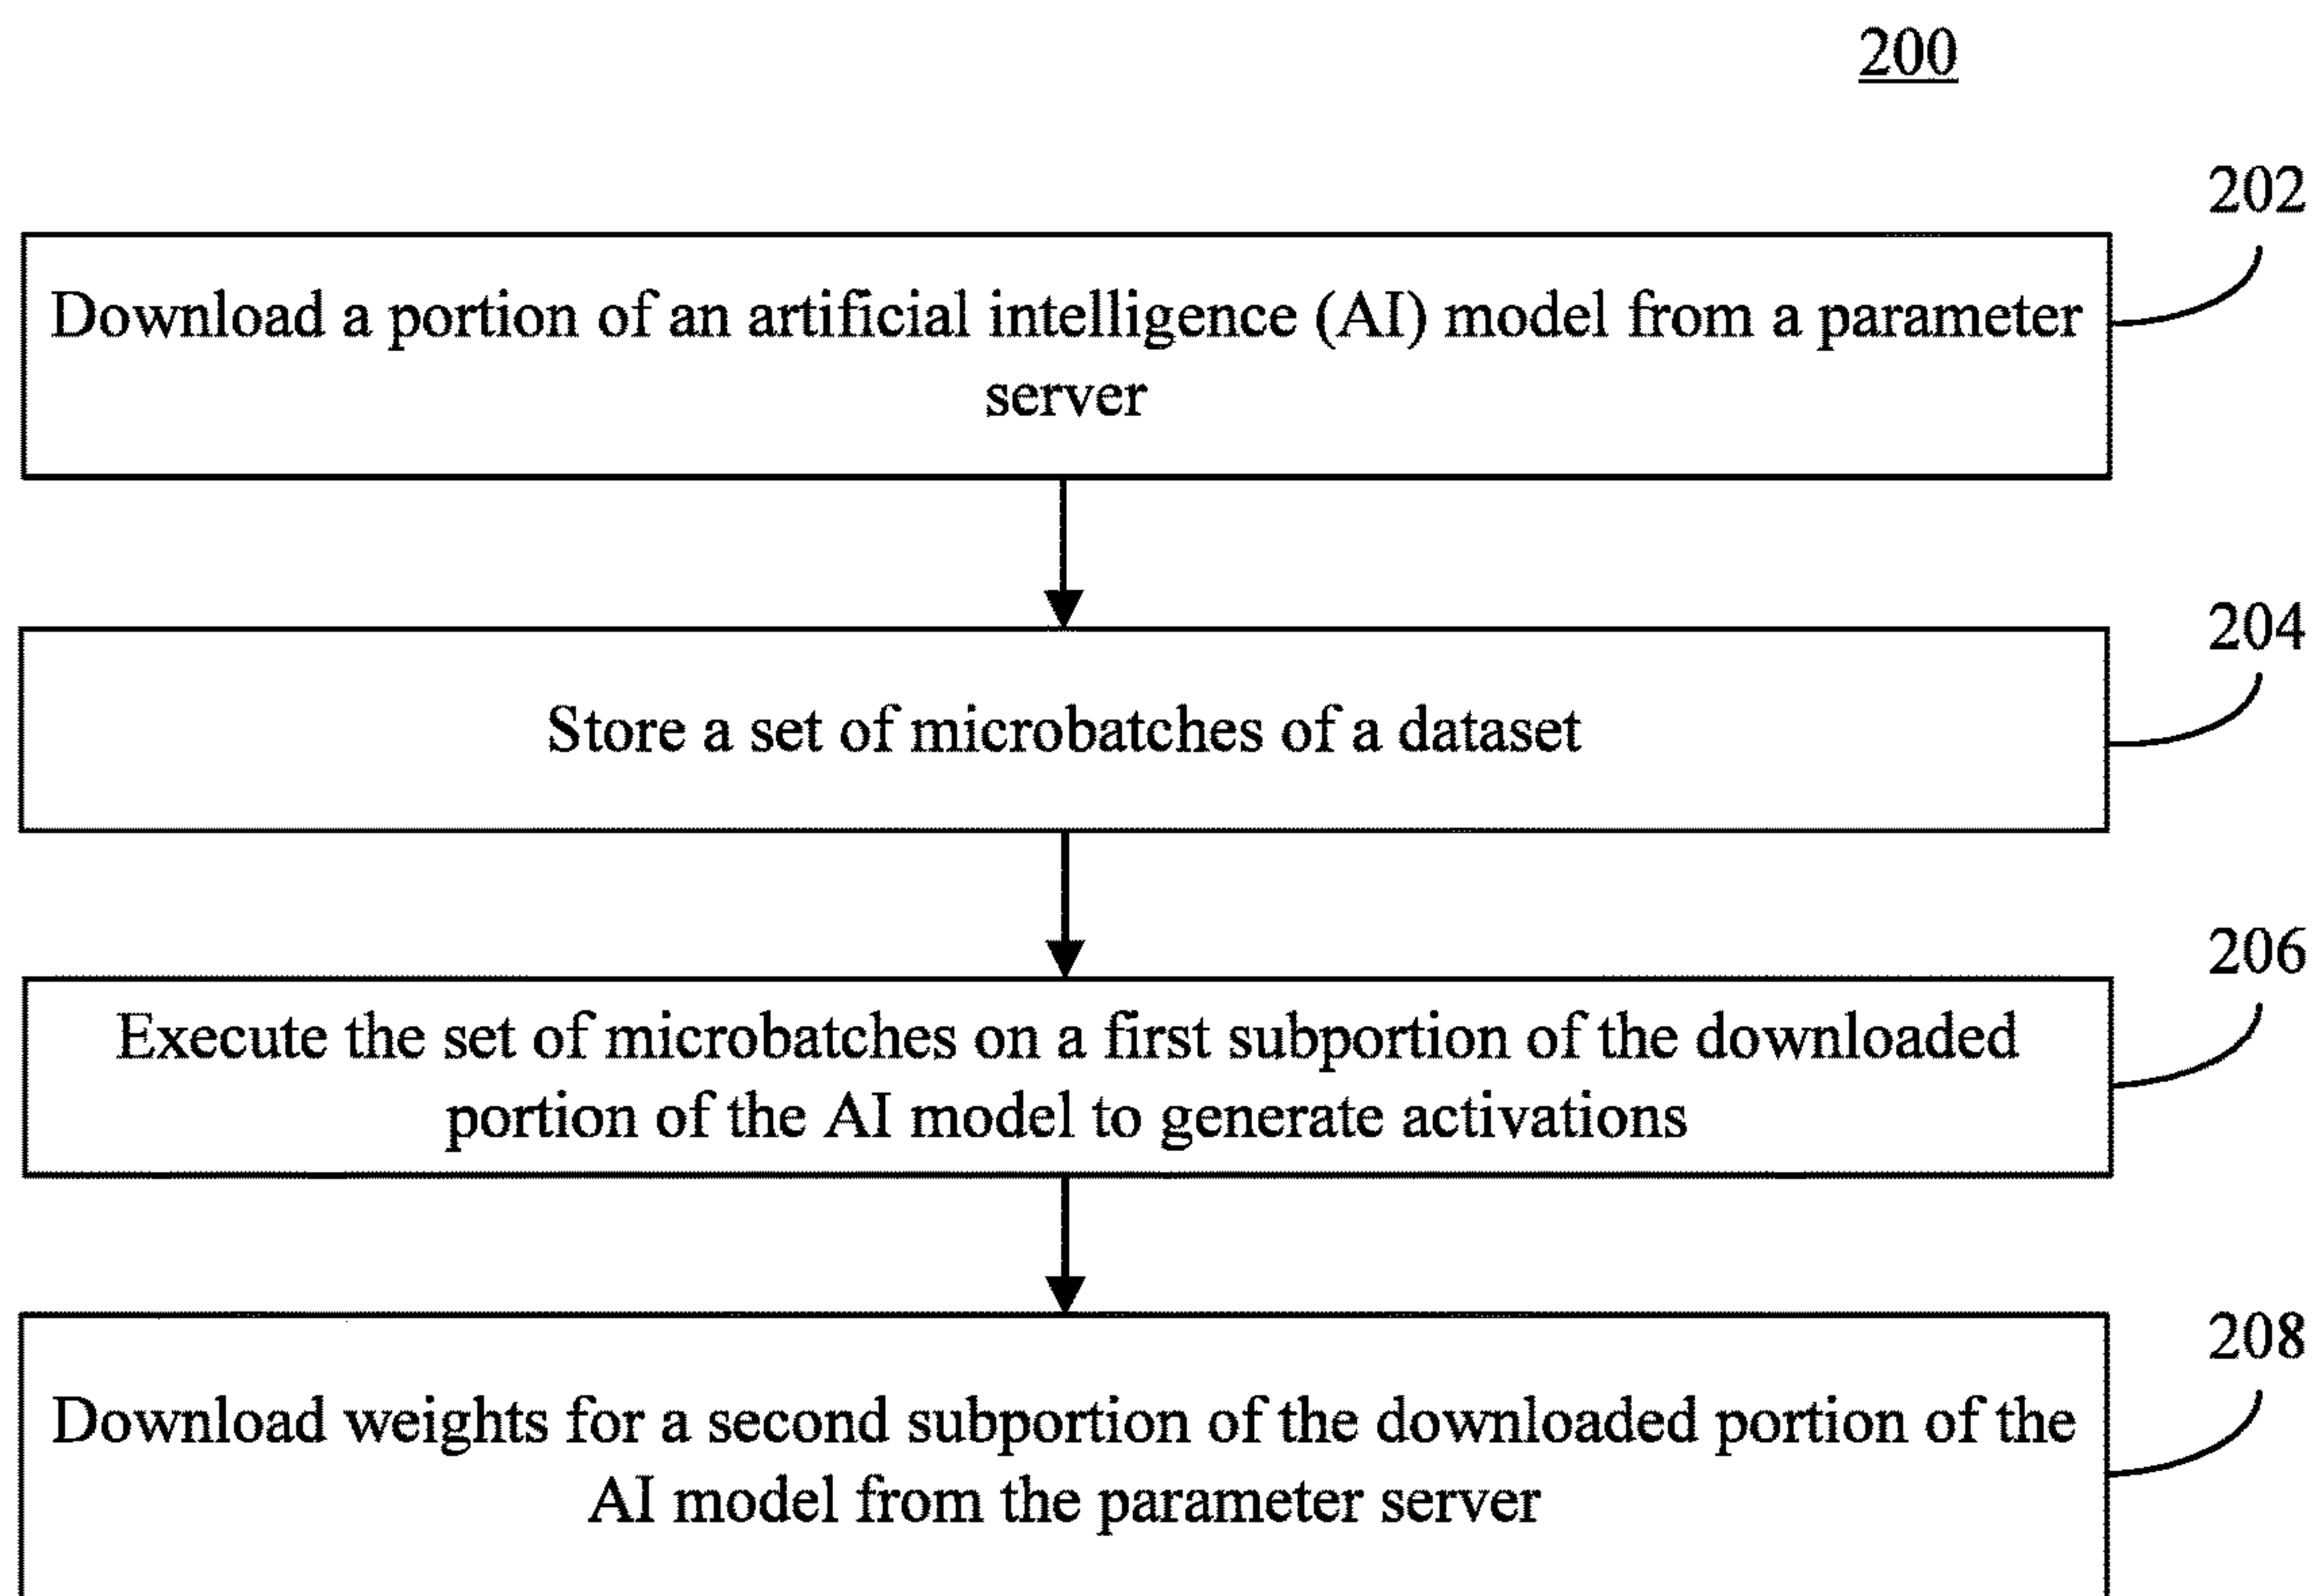 200
202
Download a portion of an artificial intelligence (AI) model from a parameter
server
204
Store a set of microbatches of a dataset
206
Execute the set of microbatches on a first subportion of the downloaded
portion of the AI model to generate activations
208
Download weights for a second subportion of the downloaded portion of the
AI model from the parameter server